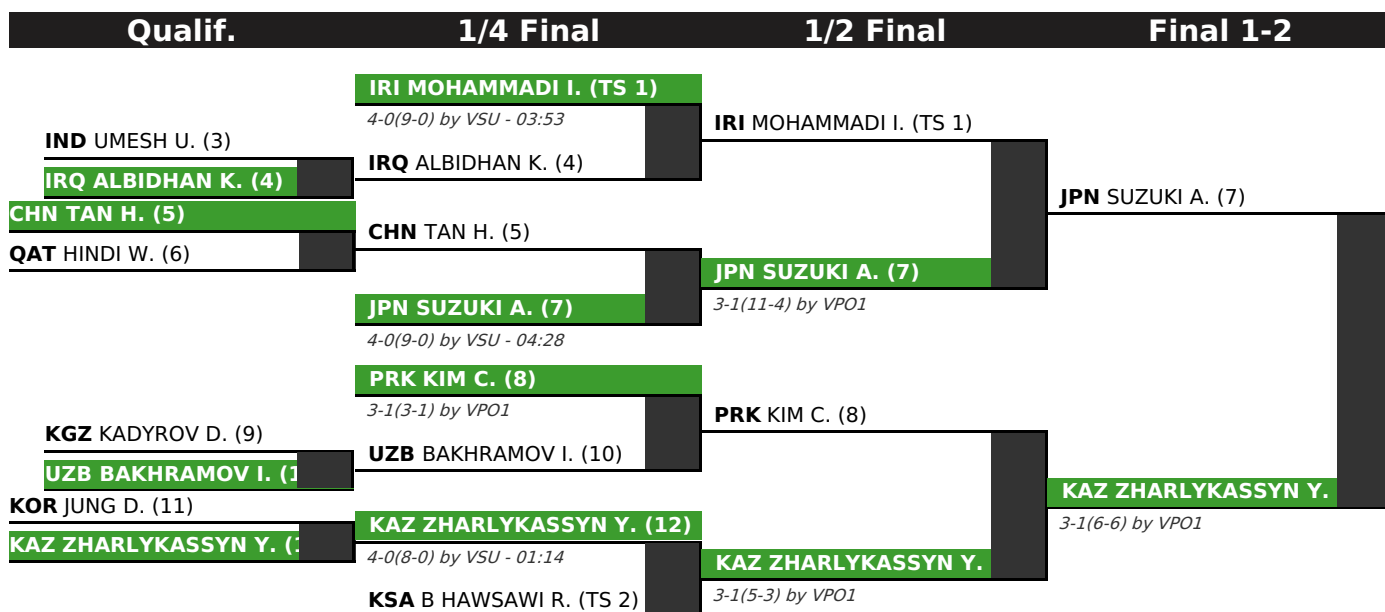 Qualif. 1/4 Final 1/2 Final Final 1-2
IND UMESH U. (3)
IRQ ALBIDHAN K. (4)
CHN TAN H. (5)
QAT HINDI W. (6)
KGZ KADYROV D. (9)
UZB BAKHRAMOV I. (1
KOR JUNG D. (11)
KAZ ZHARLYKASSYN Y. (1
IRI MOHAMMADI I. (TS 1)
4-0(9-0) by VSU - 03:53
IRQ ALBIDHAN K. (4)
CHN TAN H. (5)
JPN SUZUKI A. (7)
4-0(9-0) by VSU - 04:28
PRK KIM C. (8)
3-1(3-1) by VPO1
UZB BAKHRAMOV I. (10)
KAZ ZHARLYKASSYN Y. (12)
4-0(8-0) by VSU - 01:14
KSA B HAWSAWI R. (TS 2)
IRI MOHAMMADI I. (TS 1)
JPN SUZUKI A. (7)
3-1(11-4) by VPO1
PRK KIM C. (8)
KAZ ZHARLYKASSYN Y.
3-1(5-3) by VPO1
JPN SUZUKI A. (7)
KAZ ZHARLYKASSYN Y.
3-1(6-6) by VPO1